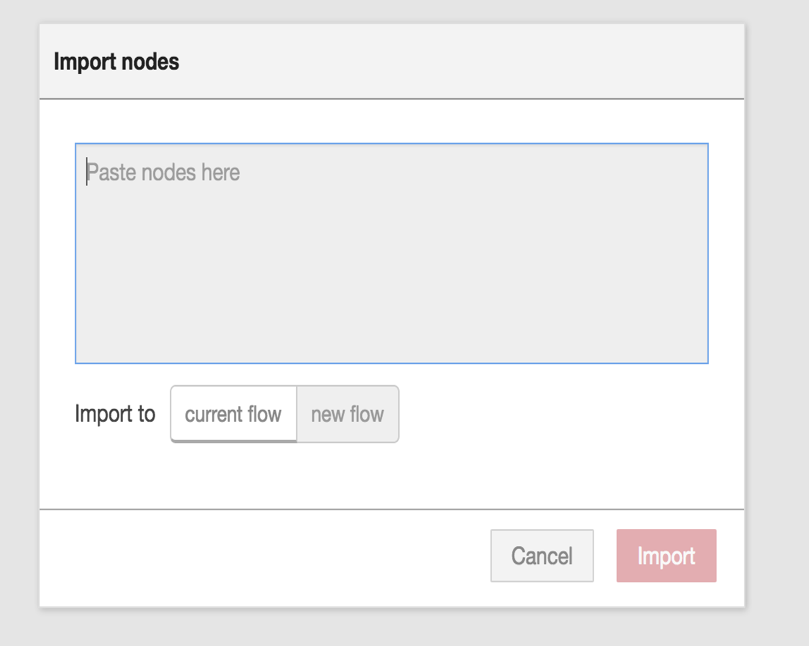 Import nodes
Paste nodes here
Import to current flow new flow
Cancel Import